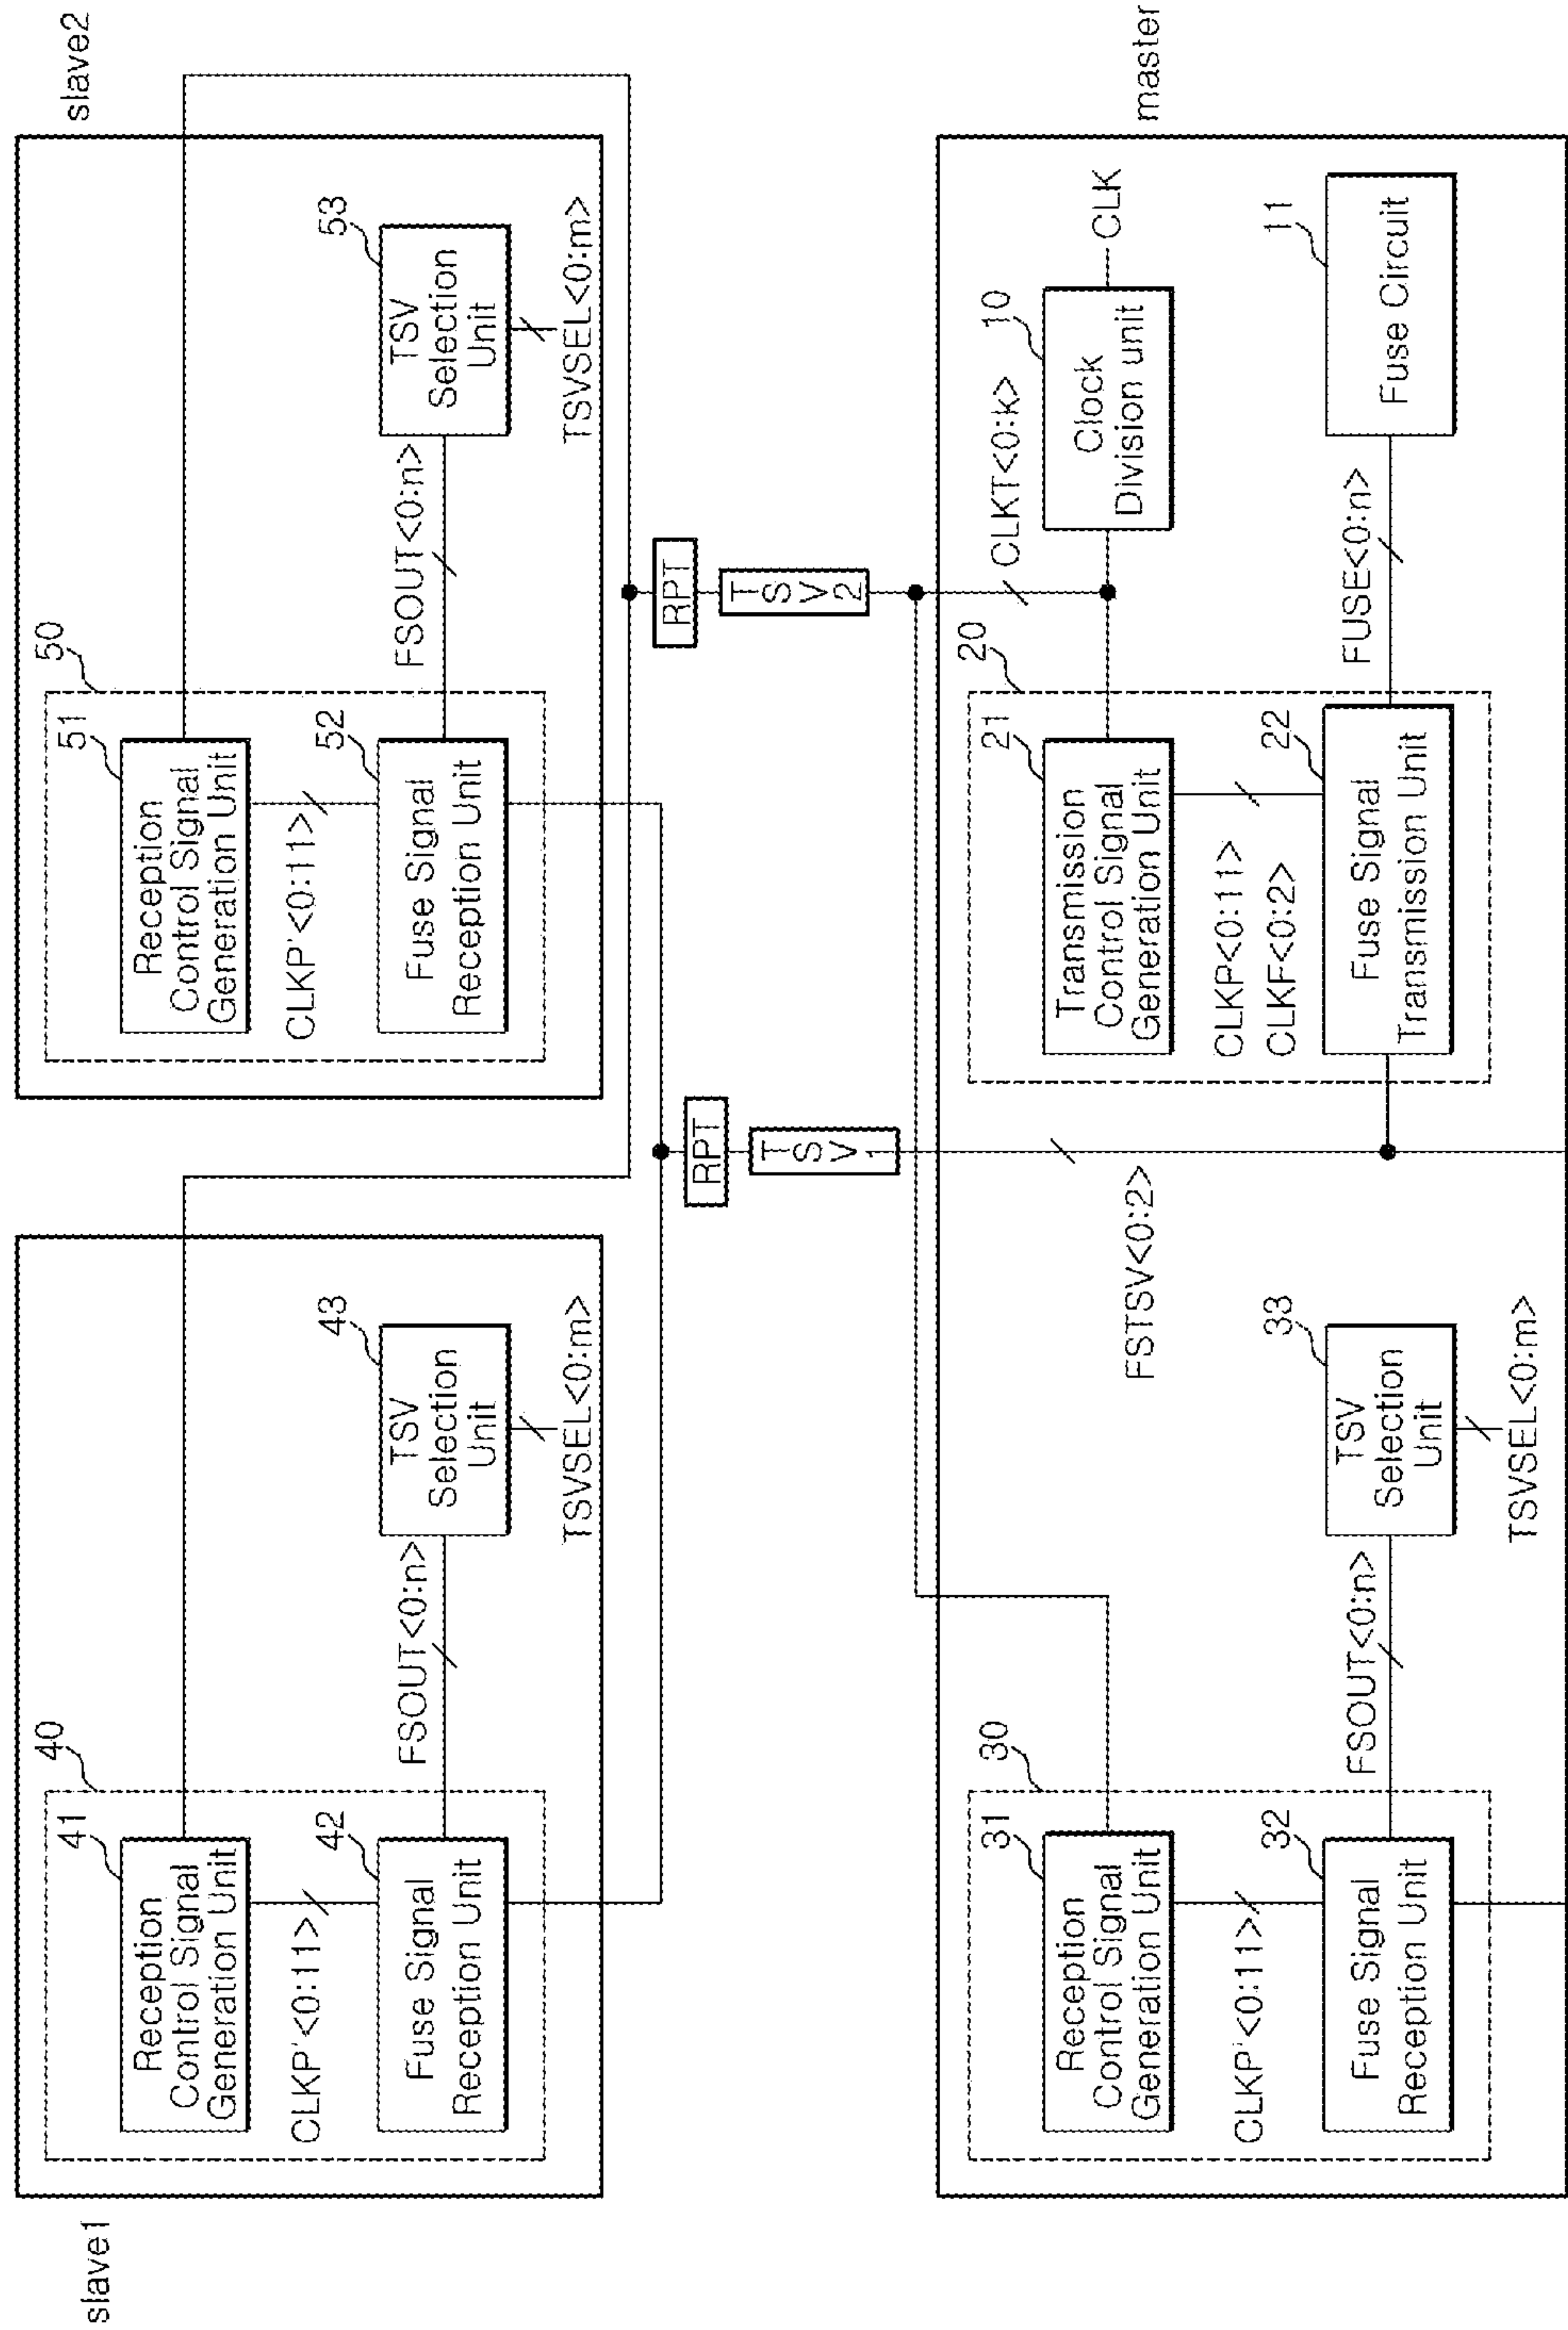 slave1
slave2
40
41
Reception
Control Signal
Generation Unit
CLKP'<0:11>
42
Fuse Signal
Reception Unit
FSOUT<0:n>
43
TSV
Selection
Unit
TSVSEL<0:m>
50
51
Reception
Control Signal
Generation Unit
CLKP'<0:11>
52
Fuse Signal
Reception Unit
FSOUT<0:n>
53
TSV
Selection
Unit
TSVSEL<0:m>
RPT
TSV1
RPT
TSV2
master
30
31
Reception
Control Signal
Generation Unit
CLKP'<0:11>
32
Fuse Signal
Reception Unit
FSOUT<0:n>
33
TSV
Selection
Unit
TSVSEL<0:m>
FSTSV<0:2>
20
21
Transmission
Control Signal
Generation Unit
CLKP<0:11>
CLKF<0:2>
22
Fuse Signal
Transmission Unit
CLKT<0:k>
10
Clock
Division unit
CLK
FUSE<0:n>
11
Fuse Circuit